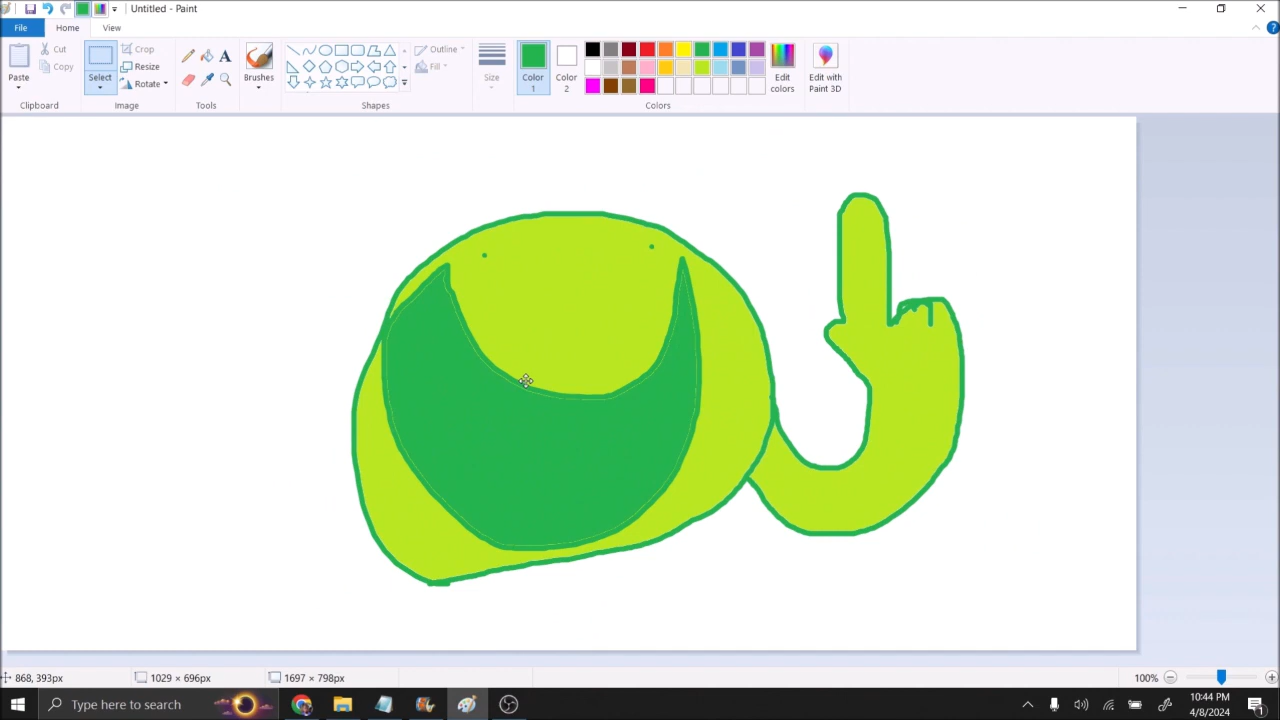 Untitled - Paint
File Home View
Paste
Cut
Copy
Clipboard
Select
Crop
Resize
Rotate
Image
A
Tools
Brushes
Shapes
Outline
Fill
Size
Color 1
Color 2
Edit colors
Colors
Edit with Paint 3D
868, 393px
1029 × 696px
1697 × 798px
100%
Type here to search
10:44 PM
4/8/2024
1